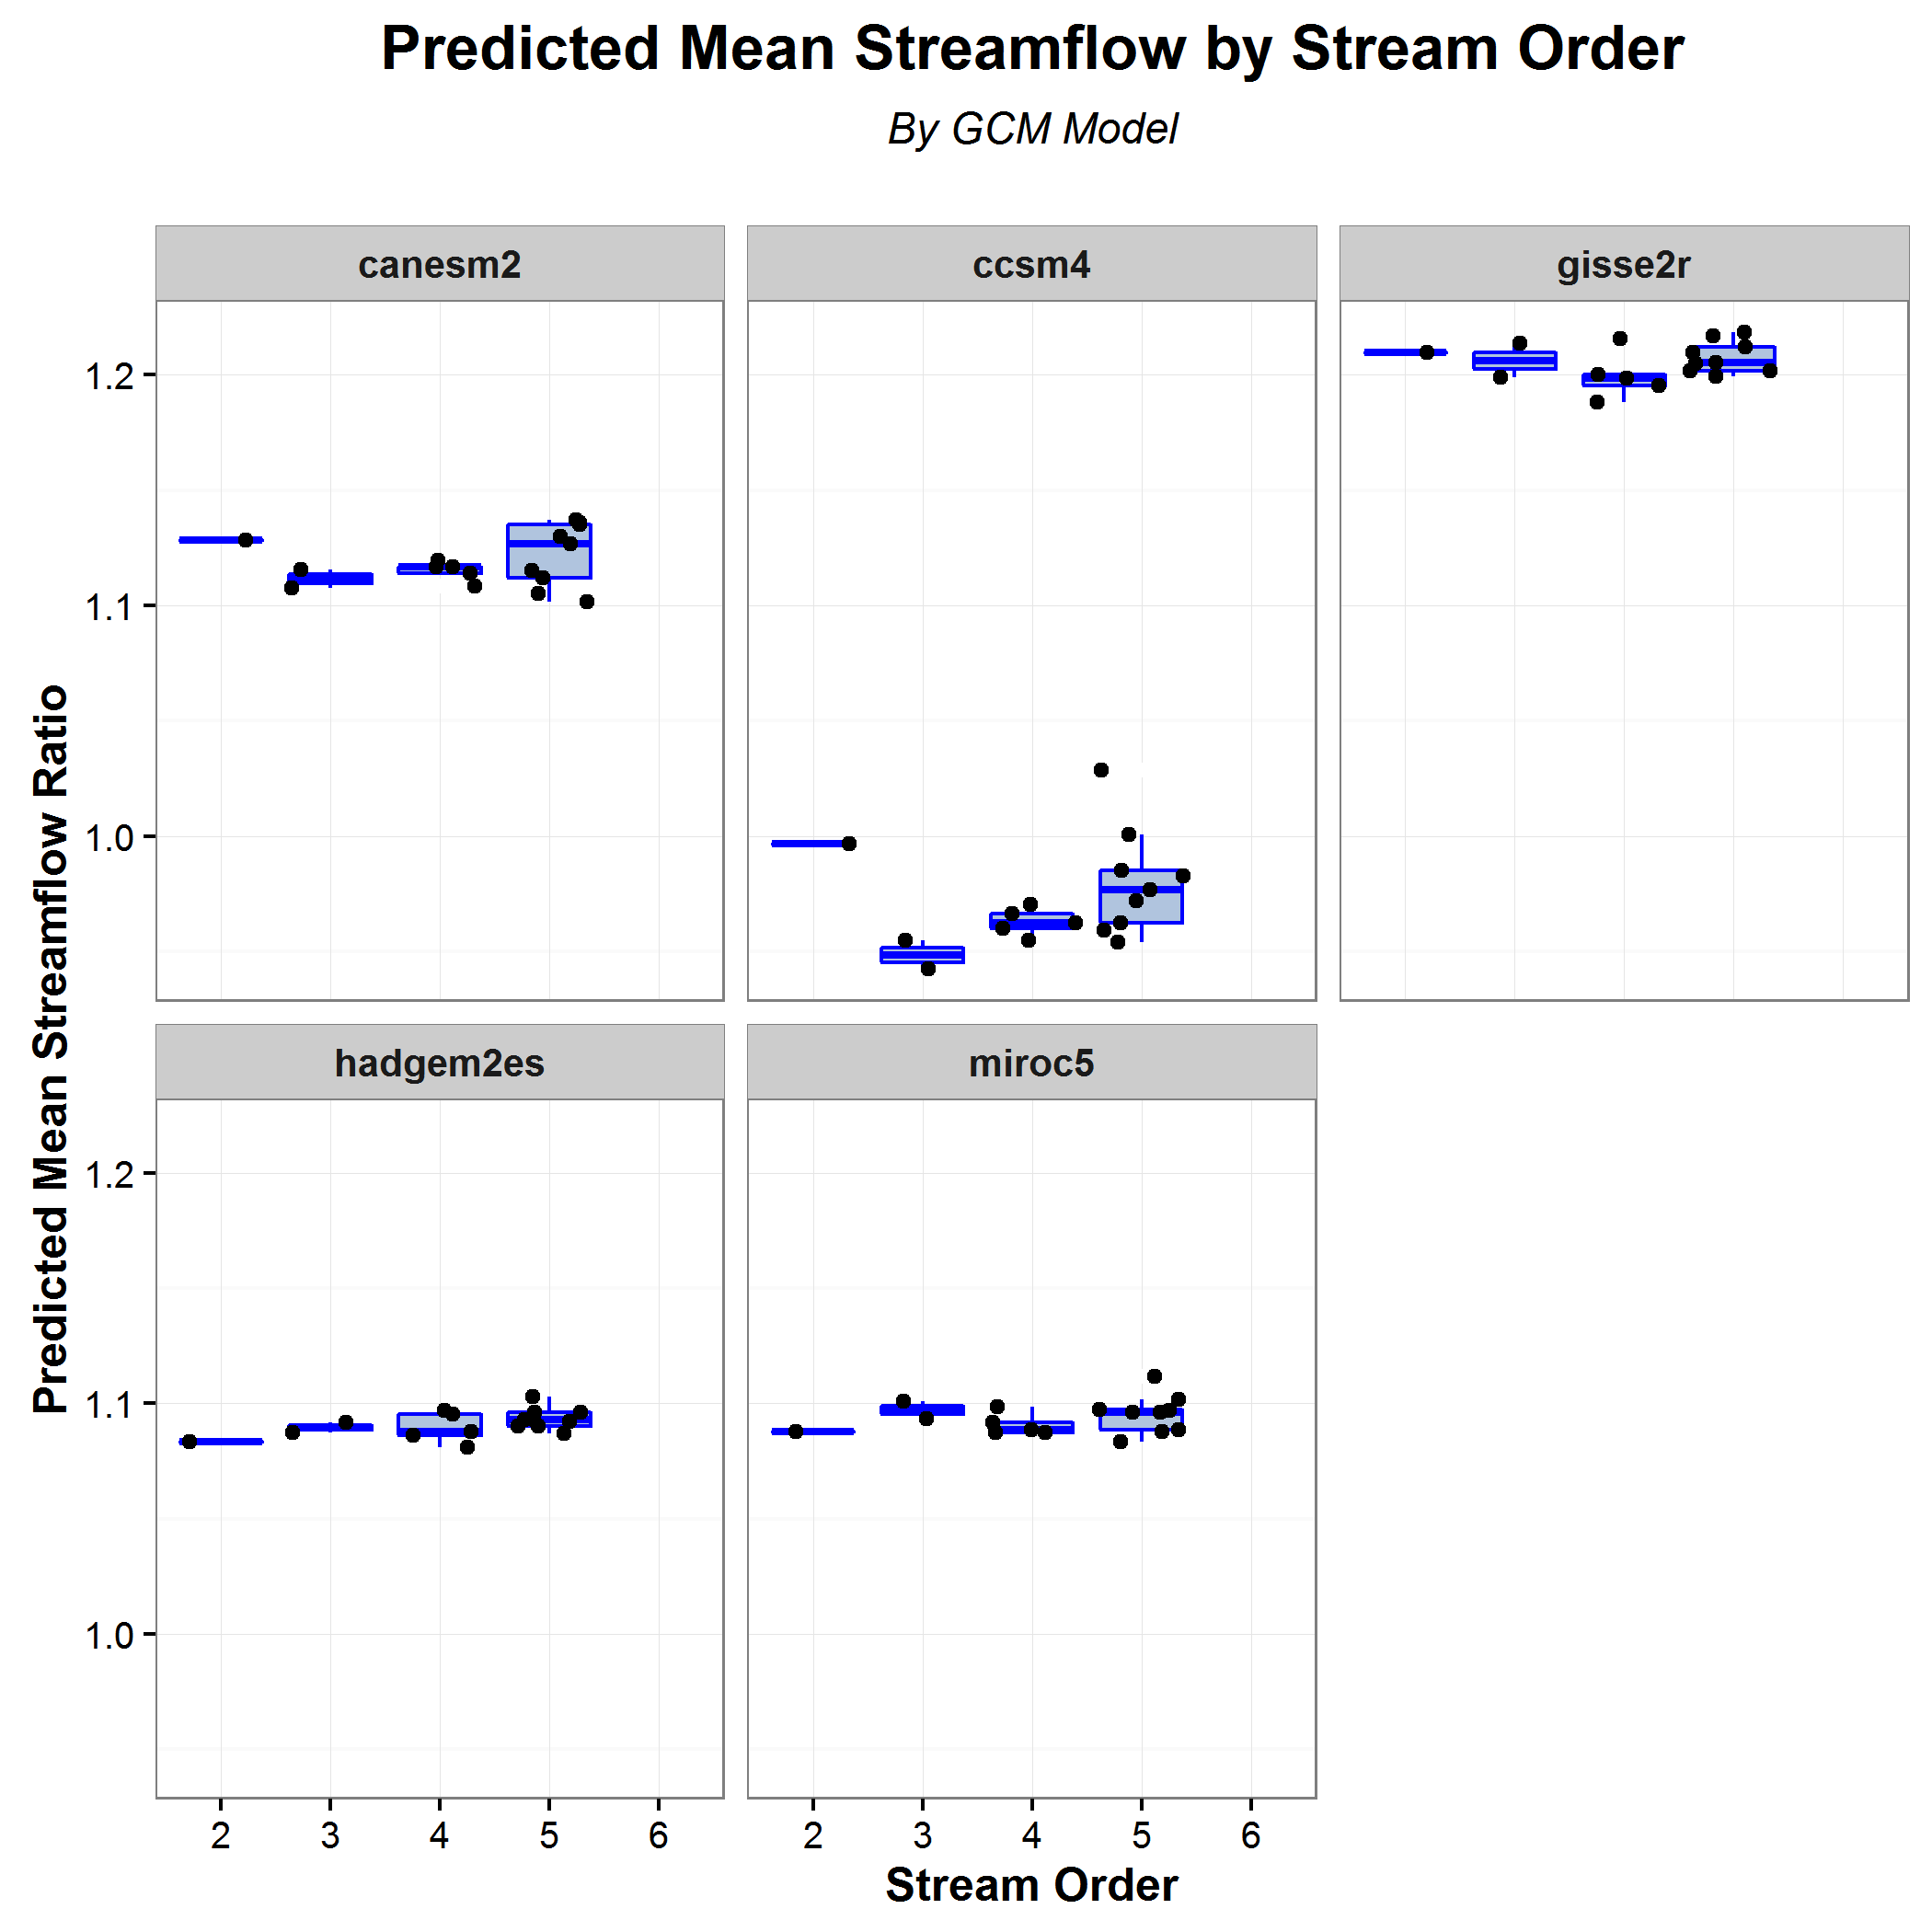 Predicted Mean Streamflow by Stream Order
By GCM Model
canesm2
ccsm4
gisse2r
1.2
1.1
1.0
Predicted Mean Streamflow Ratio
hadgem2es
miroc5
1.2
1.1
1.0
2 3 4 5 6
2 3 4 5 6
Stream Order